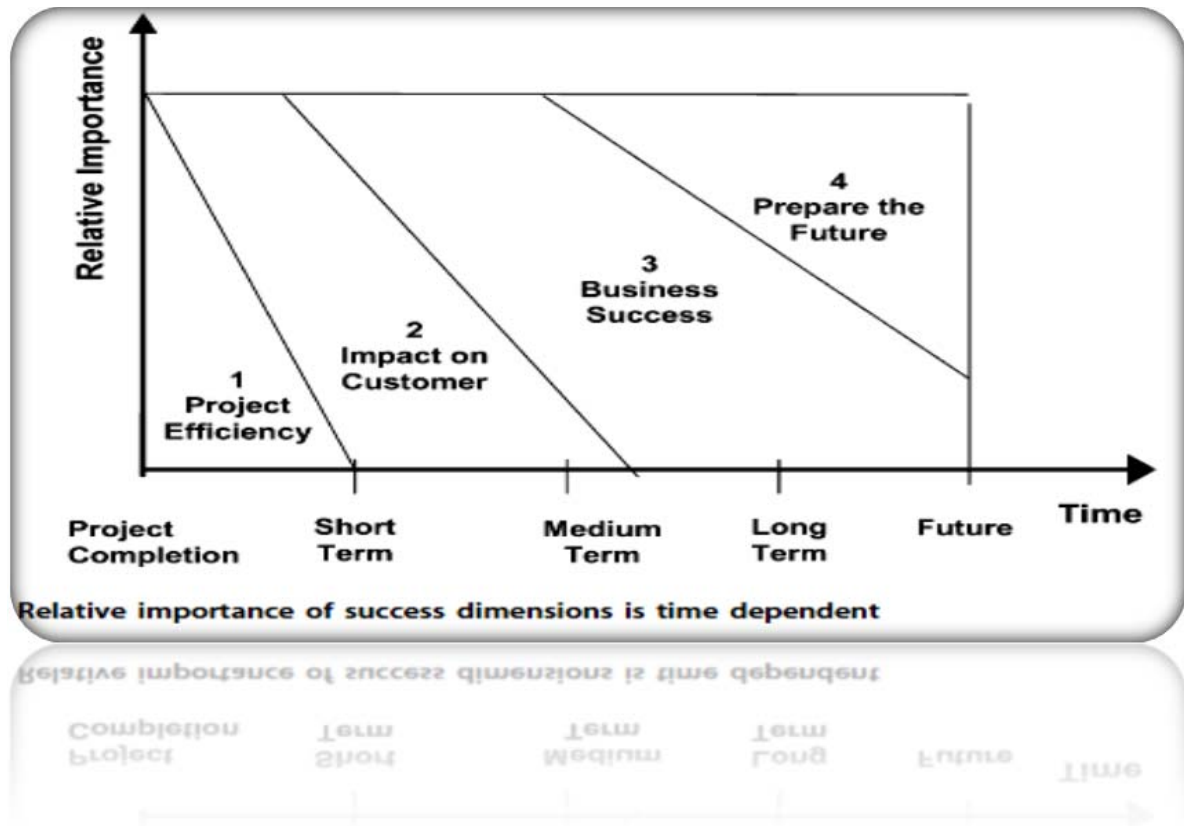 Relative Importance
4
Prepare the
Future
3
Business
Success
2
Impact on
Customer
1
Project
Efficiency
Time
Project
Completion
Short
Term
Medium
Term
Long
Term
Future
Relative importance of success dimensions is time dependent